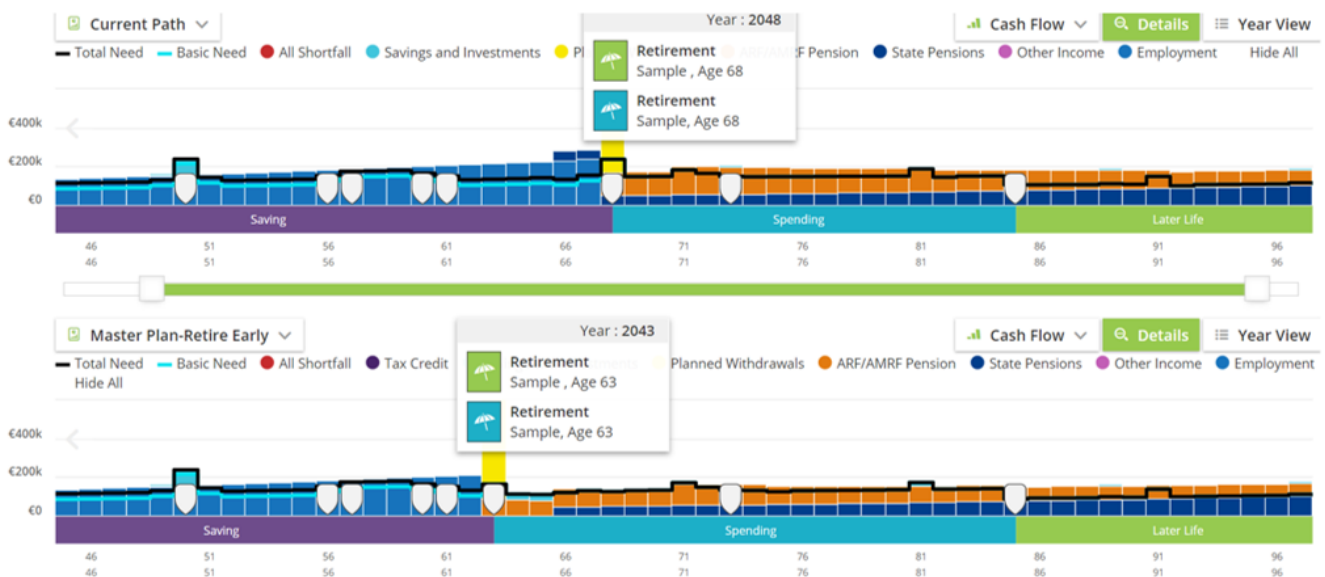 Current Path
Year : 2048
Cash Flow
Details
Year View
Total Need
Basic Need
All Shortfall
Savings and Investments
Retirement
Sample , Age 68
Retirement
Sample, Age 68
Pension
State Pensions
Other Income
Employment
Hide All
€400k
€200k
€0
Saving
Spending
Later Life
46 51 56 61 66 71 76 81 86 91 96
46 51 56 61 66 71 76 81 86 91 96
Master Plan-Retire Early
Year : 2043
Cash Flow
Details
Year View
Total Need
Basic Need
All Shortfall
Tax Credit
Retirement
Sample , Age 63
Retirement
Sample, Age 63
Planned Withdrawals
ARF/AMRF Pension
State Pensions
Other Income
Employment
Hide All
€400k
€200k
€0
Saving
Spending
Later Life
46 51 56 61 66 71 76 81 86 91 96
46 51 56 61 66 71 76 81 86 91 96